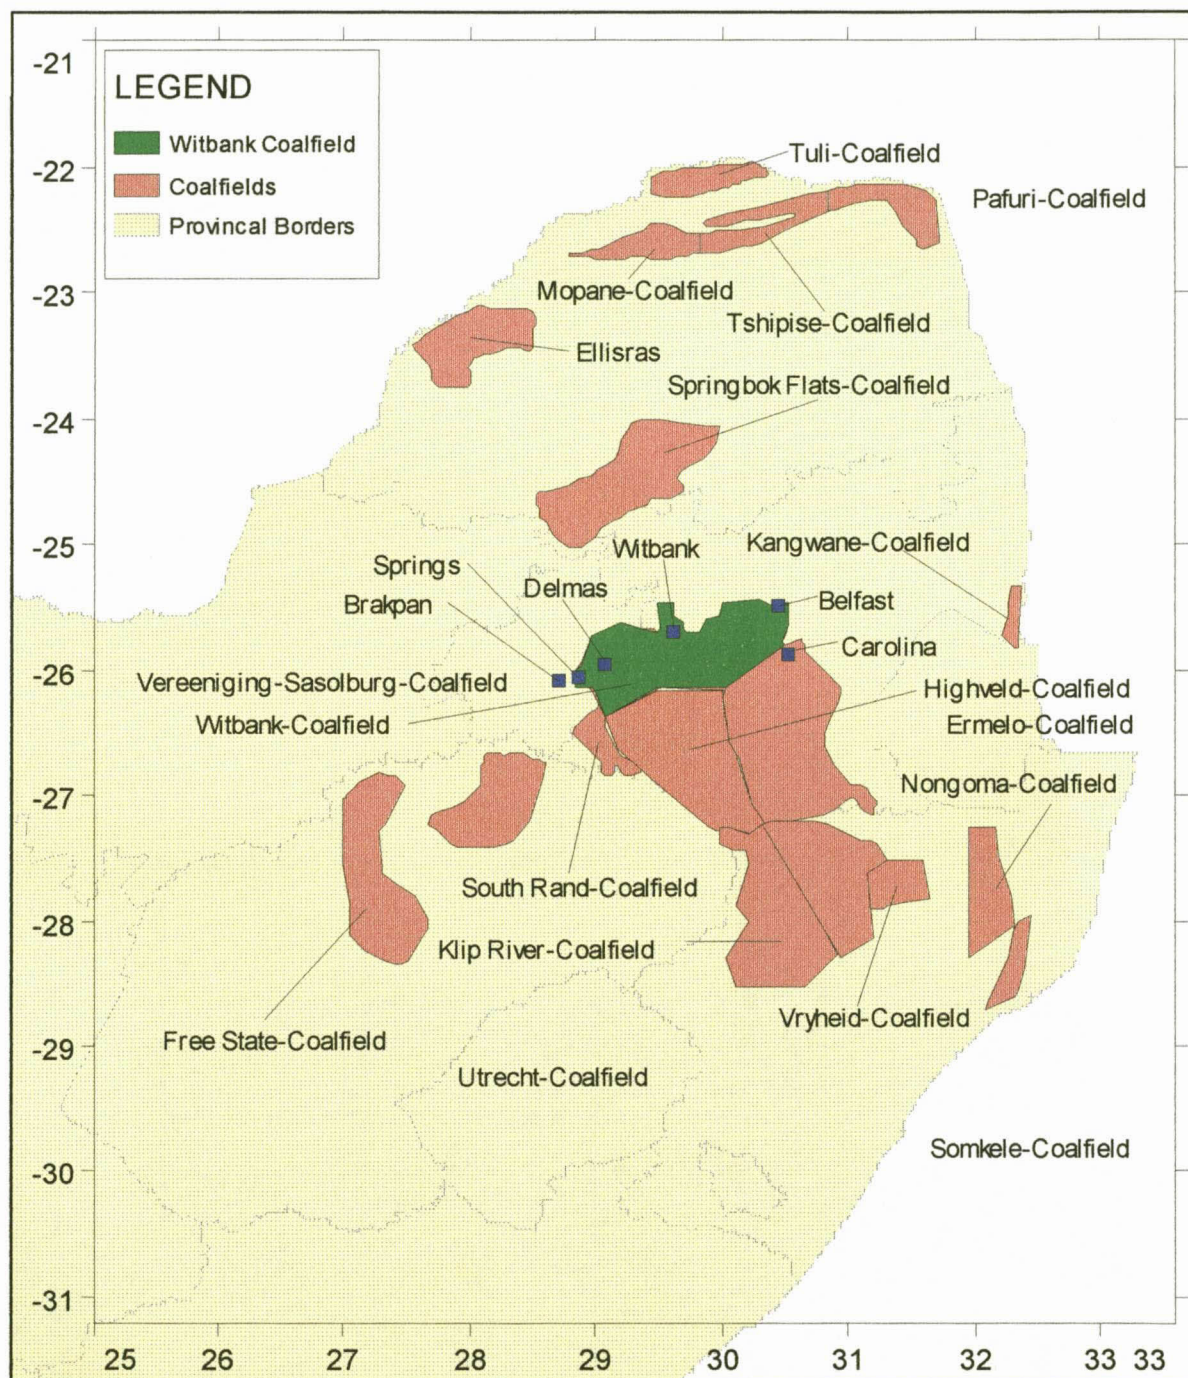 -21
LEGEND
Witbank Coalfield
Coalfields
Provincal Borders
Tuli-Coalfield
-22
Pafuri-Coalfield
Mopane-Coalfield
-23
Tshipise-Coalfield
Ellisras
Springbok Flats-Coalfield
-24
-25
Witbank
Kangwane-Coalfield
Springs
Delmas
Brakpan
Belfast
Carolina
-26
Vereeniging-Sasolburg-Coalfield
Highveld-Coalfield
Witbank-Coalfield
Ermelo-Coalfield
Nongoma-Coalfield
-27
South Rand-Coalfield
-28
Klip River-Coalfield
Vryheid-Coalfield
Free State-Coalfield
-29
Utrecht-Coalfield
Somkele-Coalfield
-30
-31
25 26 27 28 29 30 31 32 33 33